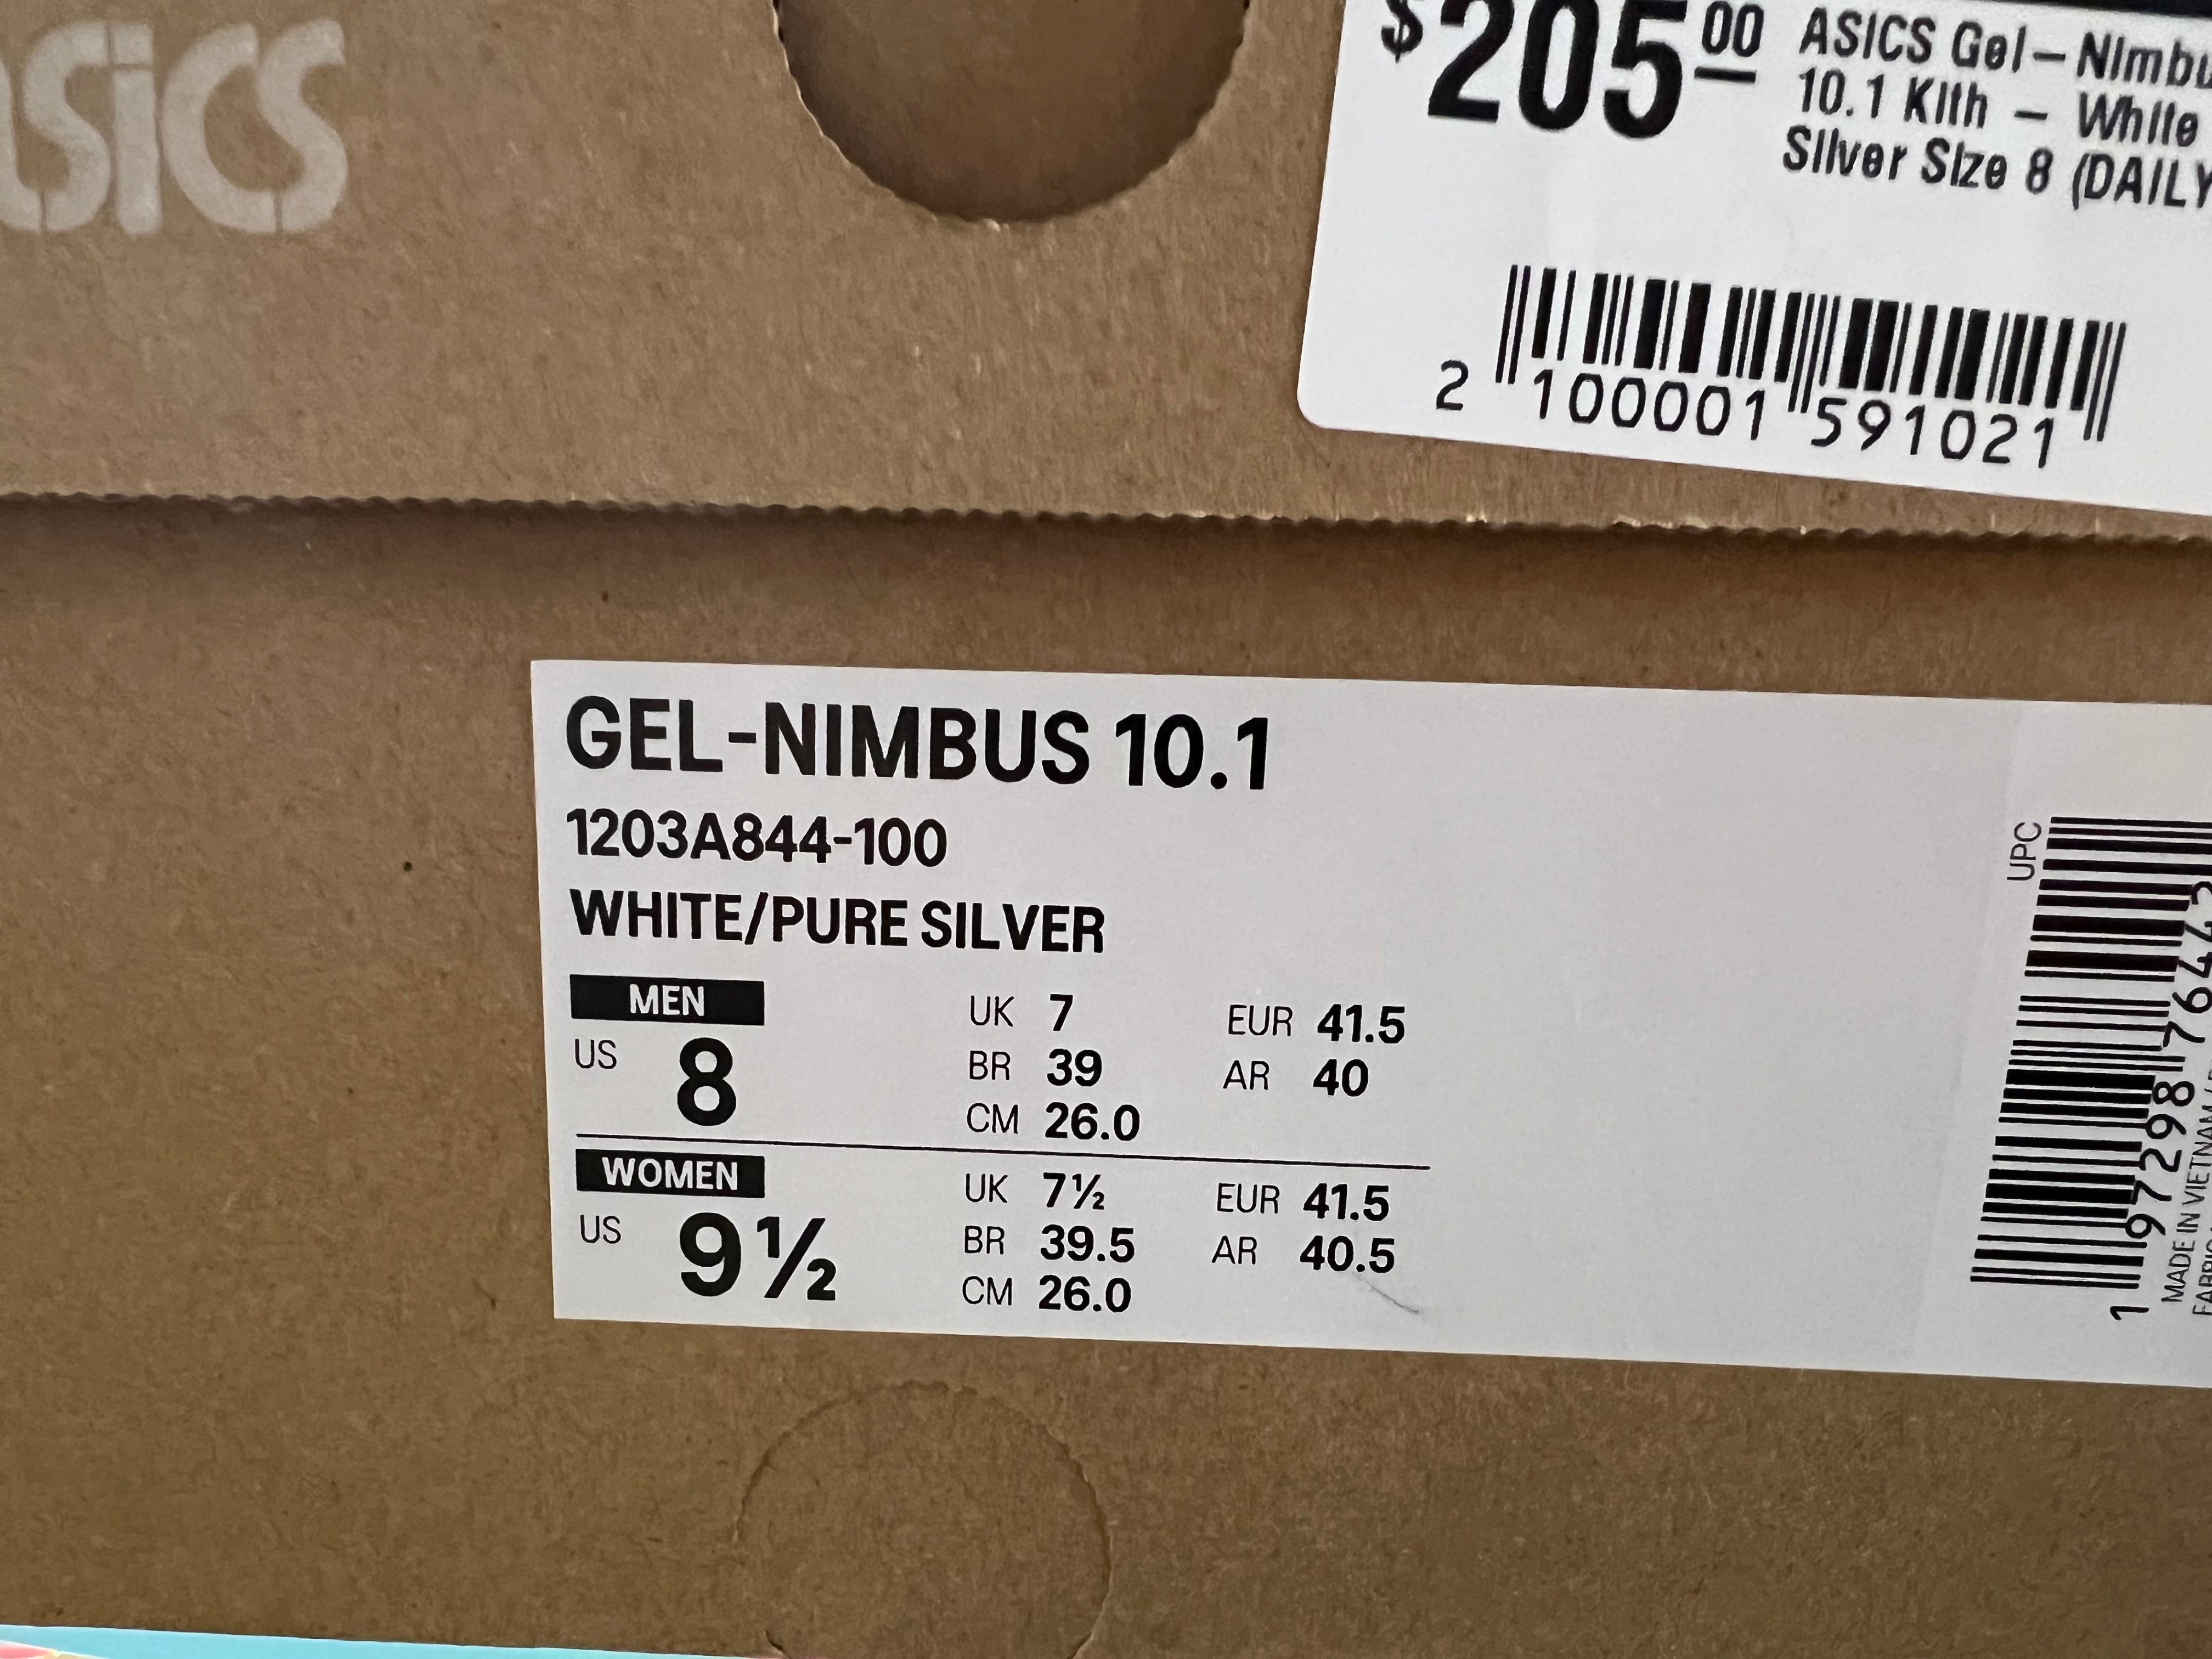 asics
$205 00
ASICS Gel-Nimbu
10.1 Kith - White
Silver Size 8 (DAILY
2 100001 591021
GEL-NIMBUS 10.1
1203A844-100
WHITE/PURE SILVER
MEN
US 8
UK 7 EUR 41.5
BR 39 AR 40
CM 26.0
WOMEN
US 9½
UK 7½ EUR 41.5
BR 39.5 AR 40.5
CM 26.0
UPC
1 97298 76442
MADE IN VIETNAM